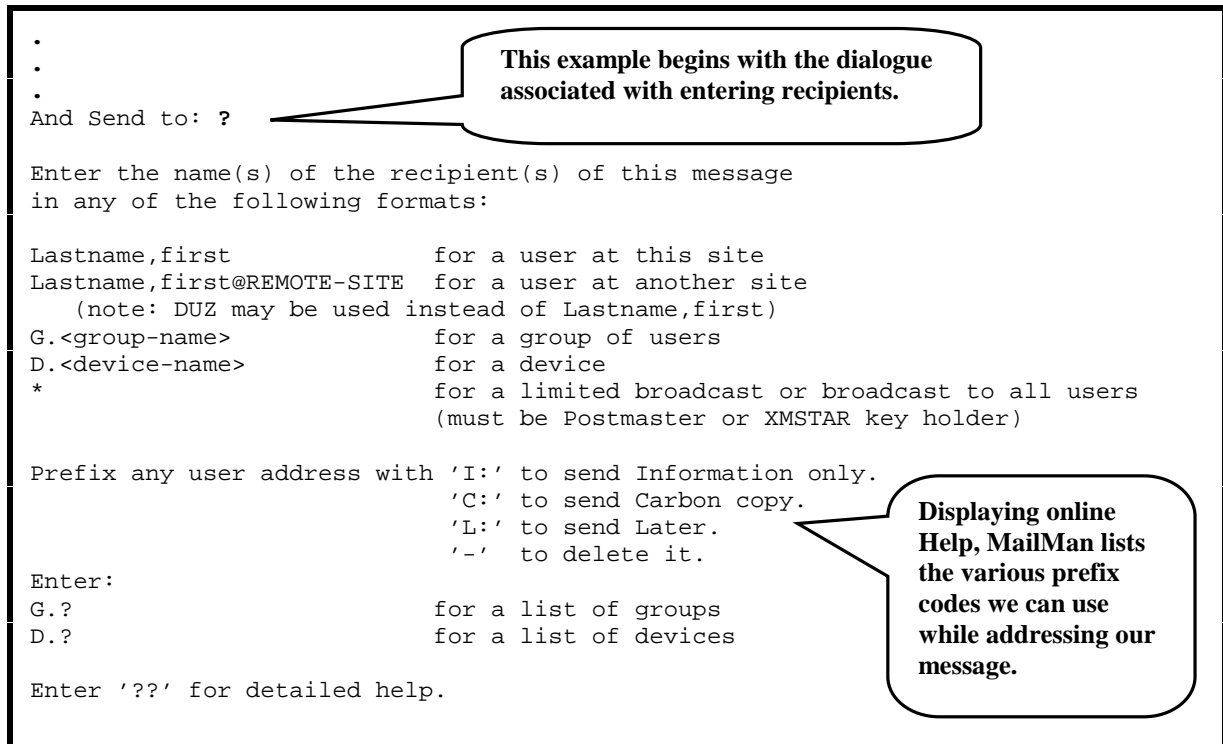 .
.
.
This example begins with the dialogue
associated with entering recipients.
And Send to: ?
Enter the name(s) of the recipient(s) of this message
in any of the following formats:
Lastname,first for a user at this site
Lastname,first@REMOTE-SITE for a user at another site
(note: DUZ may be used instead of Lastname,first)
G.<group-name> for a group of users
D.<device-name> for a device
* for a limited broadcast or broadcast to all users
(must be Postmaster or XMSTAR key holder)
Prefix any user address with 'I:' to send Information only.
'C:' to send Carbon copy.
'L:' to send Later.
'-' to delete it.
Displaying online
Help, MailMan lists
the various prefix
codes we can use
while addressing our
message.
Enter:
G.? for a list of groups
D.? for a list of devices
Enter '??' for detailed help.